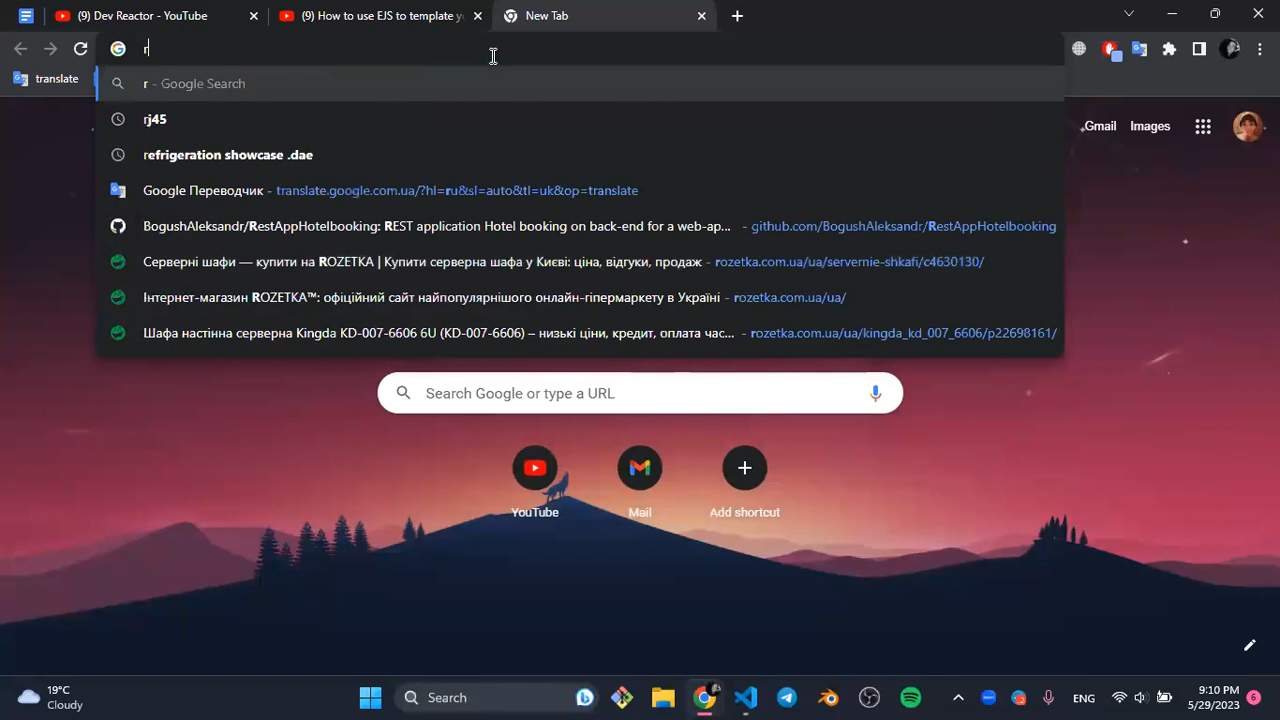 (9) Dev Reactor - YouTube
(9) How to use EJS to template yo
New Tab
r
translate
r - Google Search
rj45
refrigeration showcase .dae
Google Переводчик - translate.google.com.ua/?hl=ru&sl=auto&tl=uk&op=translate
BogushAleksandr/RestAppHotelbooking: REST application Hotel booking on back-end for a web-ap... - github.com/BogushAleksandr/RestAppHotelbooking
Серверні шафи — купити на ROZETKA | Купити серверна шафа у Києві: ціна, відгуки, продаж - rozetka.com.ua/ua/servernie-shkafi/c4630130/
Інтернет-магазин ROZETKA™: офіційний сайт найпопулярнішого онлайн-гіпермаркету в Україні - rozetka.com.ua/ua/
Шафа настінна серверна Kingda KD-007-6606 6U (KD-007-6606) – низькі ціни, кредит, оплата час... - rozetka.com.ua/ua/kingda_kd_007_6606/p22698161/
Gmail
Images
Search Google or type a URL
YouTube
Mail
Add shortcut
19°C
Cloudy
Search
ENG
9:10 PM
5/29/2023
6